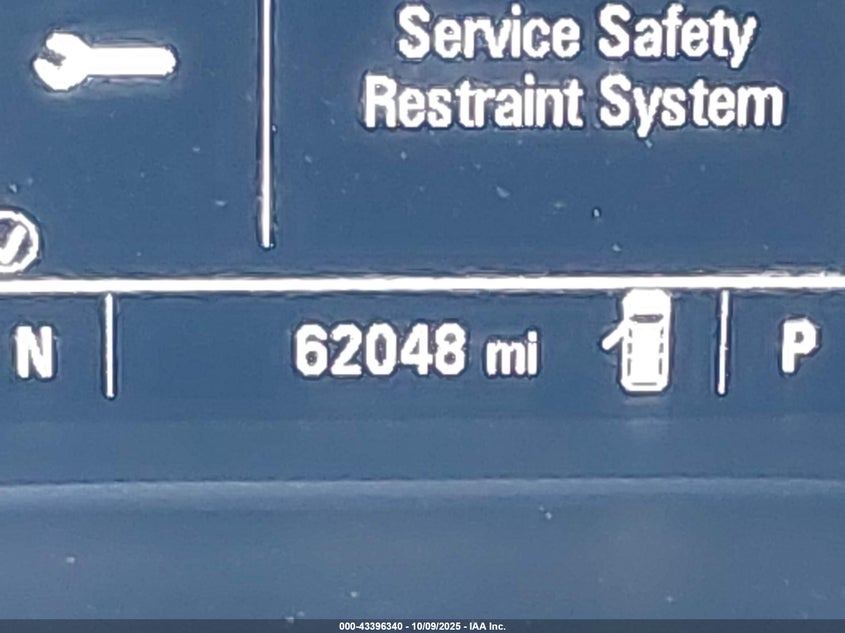 Service Safety
Restraint System
N
62048 mi
P
000-43396340 - 10/09/2025 - IAA Inc.